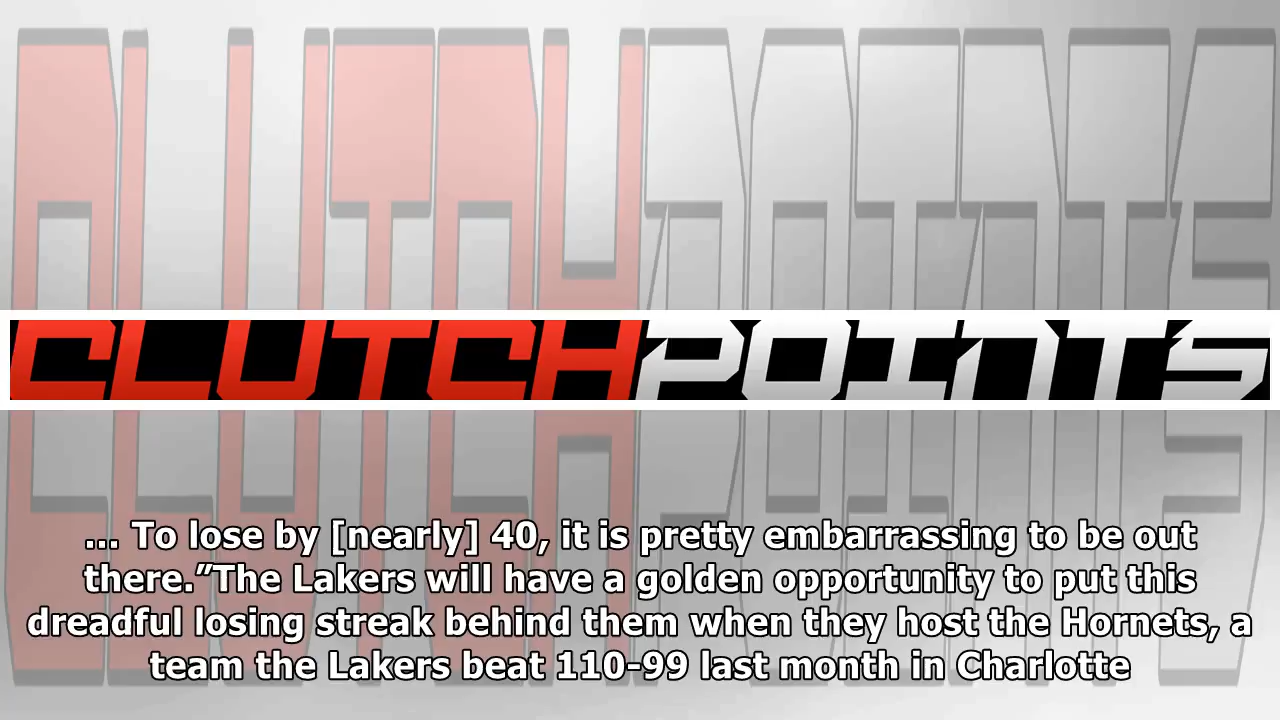 CLUTCHPOINTS
... To lose by [nearly] 40, it is pretty embarrassing to be out
there.”The Lakers will have a golden opportunity to put this
dreadful losing streak behind them when they host the Hornets, a
team the Lakers beat 110-99 last month in Charlotte